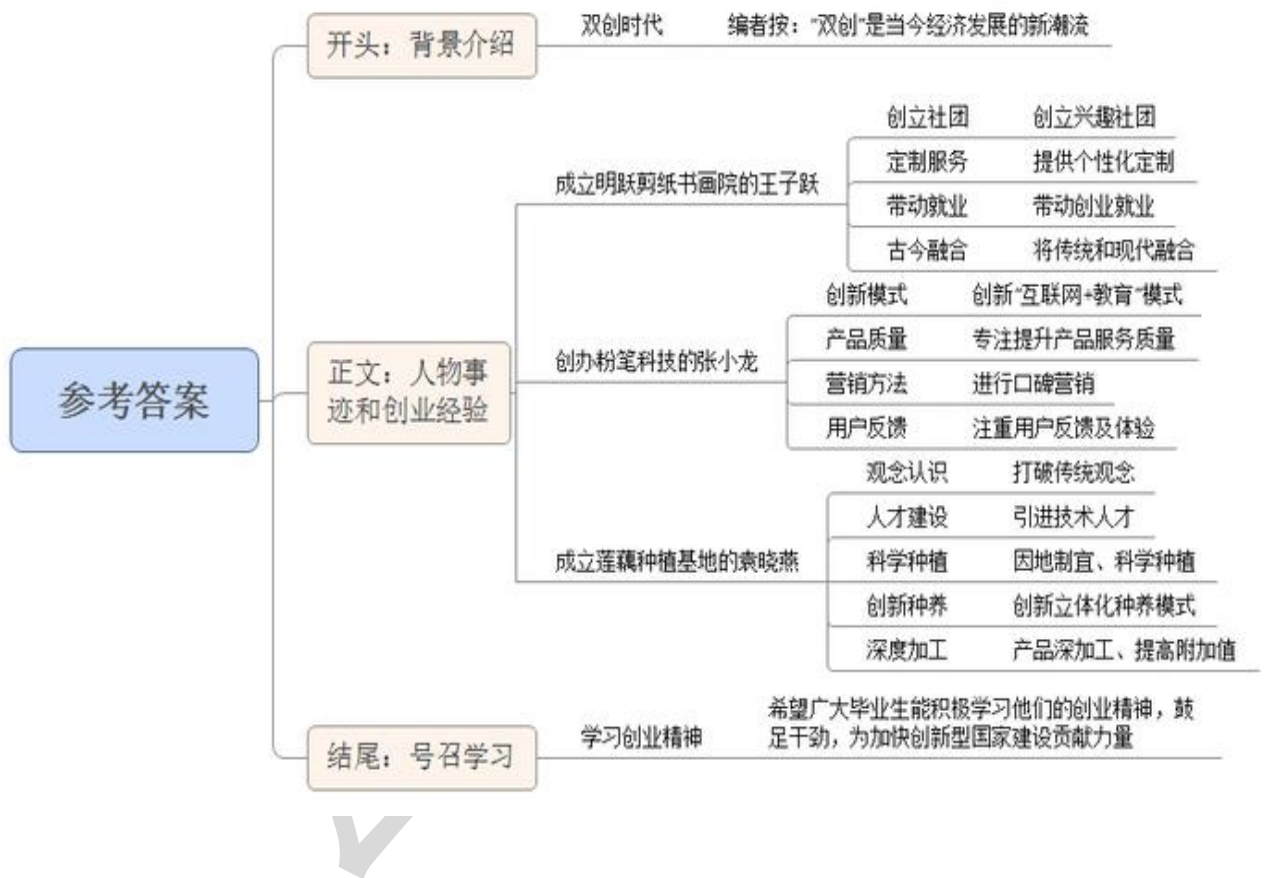 参考答案
开头：背景介绍
双创时代 编者按："双创"是当今经济发展的新潮流
正文：人物事
迹和创业经验
成立明跃剪纸书画院的王子跃
创立社团 创立兴趣社团
定制服务 提供个性化定制
带动就业 带动创业就业
古今融合 将传统和现代融合
创办粉笔科技的张小龙
创新模式 创新"互联网+教育"模式
产品质量 专注提升产品服务质量
营销方法 进行口碑营销
用户反馈 注重用户反馈及体验
成立莲藕种植基地的袁晓燕
观念认识 打破传统观念
人才建设 引进技术人才
科学种植 因地制宜、科学种植
创新种养 创新立体化种养模式
深度加工 产品深加工、提高附加值
结尾：号召学习
学习创业精神
希望广大毕业生能积极学习他们的创业精神，鼓
足干劲，为加快创新型国家建设贡献力量